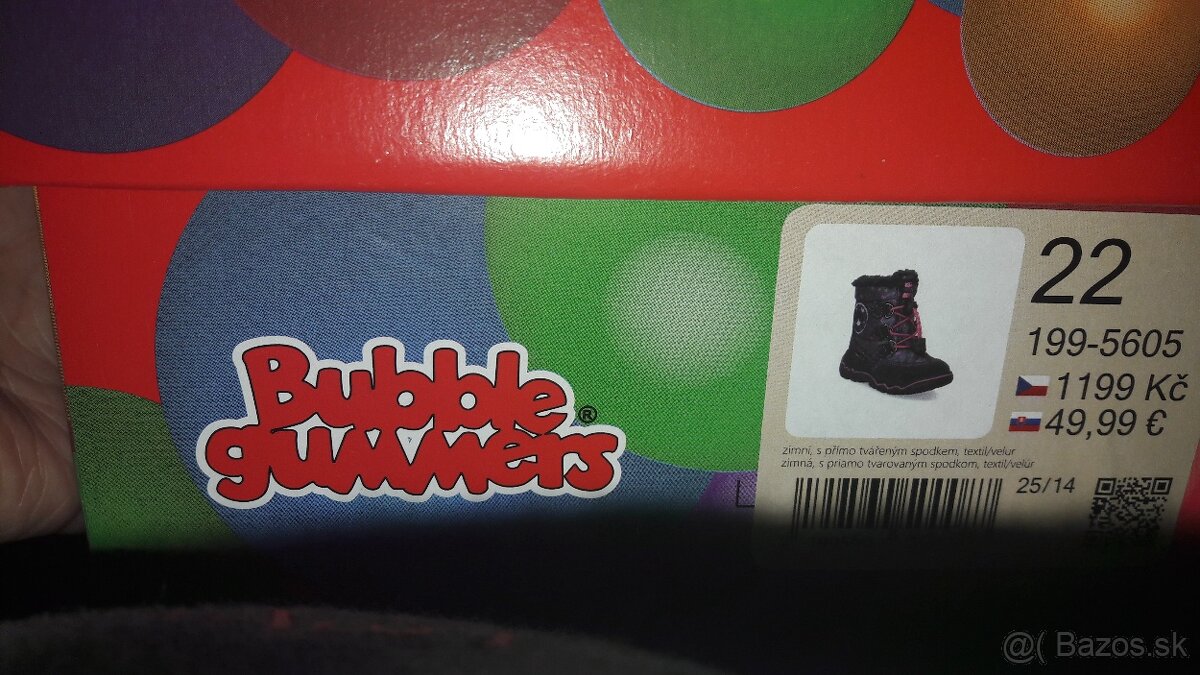 Bubble
gummers®
22
199-5605
1199 Kč
49,99 €
zimní, s přímo tvářeným spodkem, textil/velur
zimná, s priamo tvarovaným spodkom, textil/velúr
25/14
@( Bazos.sk